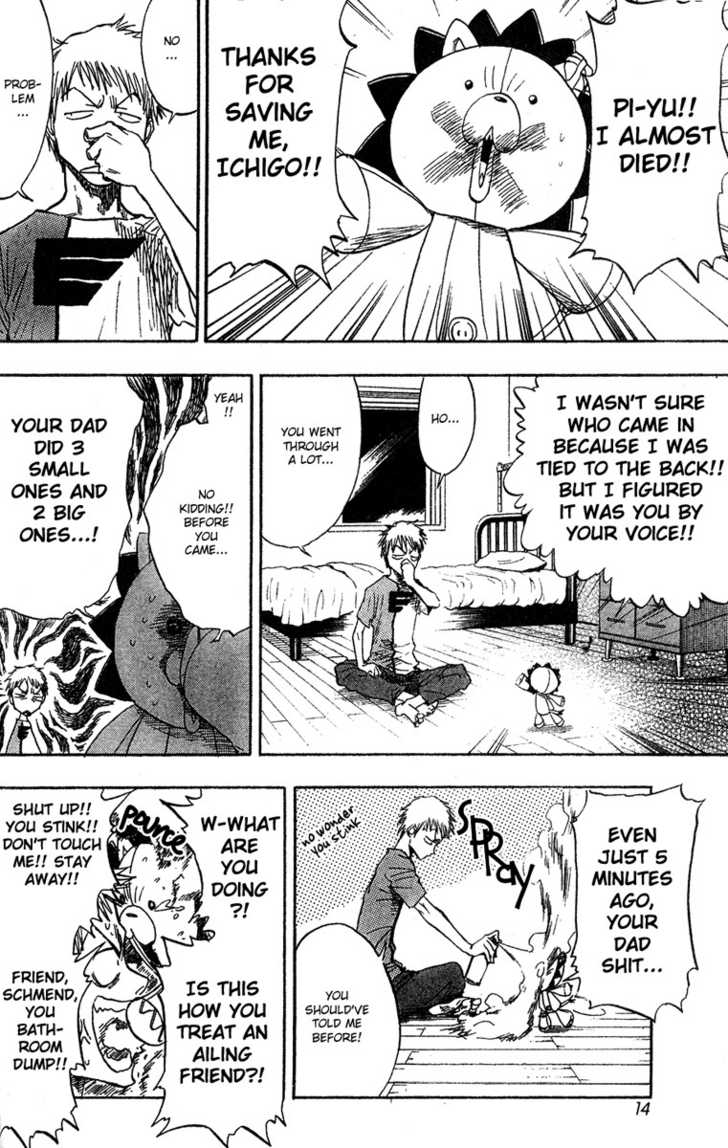 PI-YU!!
I ALMOST
DIED!!
THANKS
FOR
SAVING
ME,
ICHIGO!!
NO
...
PROB-
LEM
...
I WASN'T SURE
WHO CAME IN
BECAUSE I WAS
TIED TO THE BACK!!
BUT I FIGURED
IT WAS YOU BY
YOUR VOICE!!
HO...
YOU WENT
THROUGH
A LOT...
YEAH
!!
NO
KIDDING!!
BEFORE
YOU
CAME...
YOUR DAD
DID 3
SMALL
ONES AND
2 BIG
ONES...!
EVEN
JUST 5
MINUTES
AGO,
YOUR
DAD
SHIT...
SPRay
no wonder
you stink
YOU
SHOULD'VE
TOLD ME
BEFORE!
W-WHAT
ARE
YOU
DOING
?!
IS THIS
HOW YOU
TREAT AN
AILING
FRIEND?!
pounce
SHUT UP!!
YOU STINK!!
DON'T TOUCH
ME!! STAY
AWAY!!
FRIEND,
SCHMEND,
YOU
BATH-
ROOM
DUMP!!
14